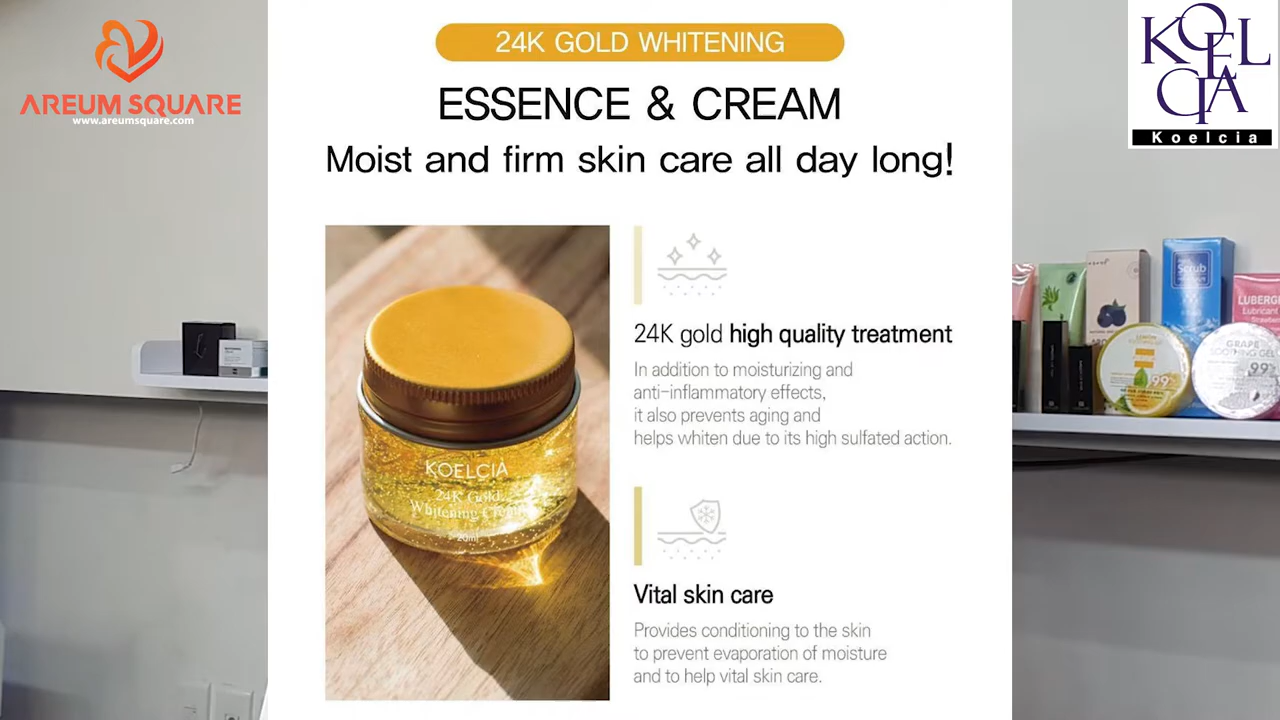 AREUM SQUARE
www.areumsquare.com
24K GOLD WHITENING
ESSENCE & CREAM
Moist and firm skin care all day long!
KOELCIA
Koelcia
KOELCIA
24K Gold
Whitening Cream
20ml
24K gold high quality treatment
In addition to moisturizing and
anti-inflammatory effects,
it also prevents aging and
helps whiten due to its high sulfated action.
Vital skin care
Provides conditioning to the skin
to prevent evaporation of moisture
and to help vital skin care.
Scrub
LUBERG
Lubricant
LEMON
99
GRAPE
SOOTHING GEL
99%